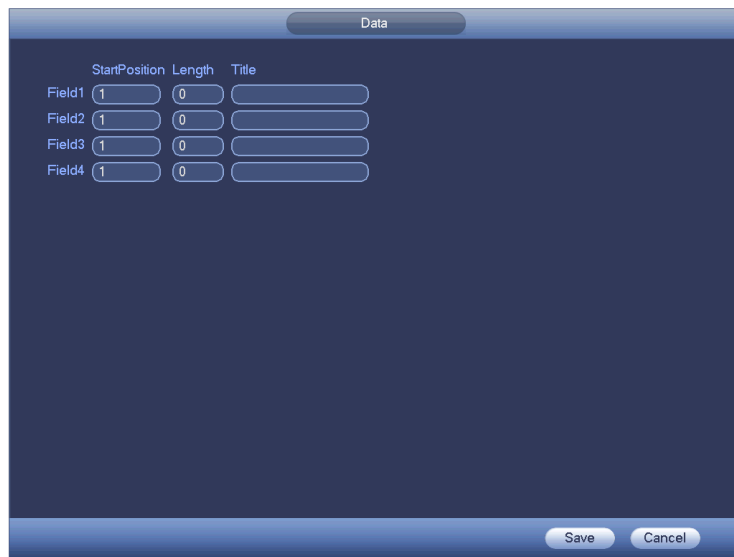 Data
StartPosition Length Title
Field1 1 0
Field2 1 0
Field3 1 0
Field4 1 0
Save Cancel